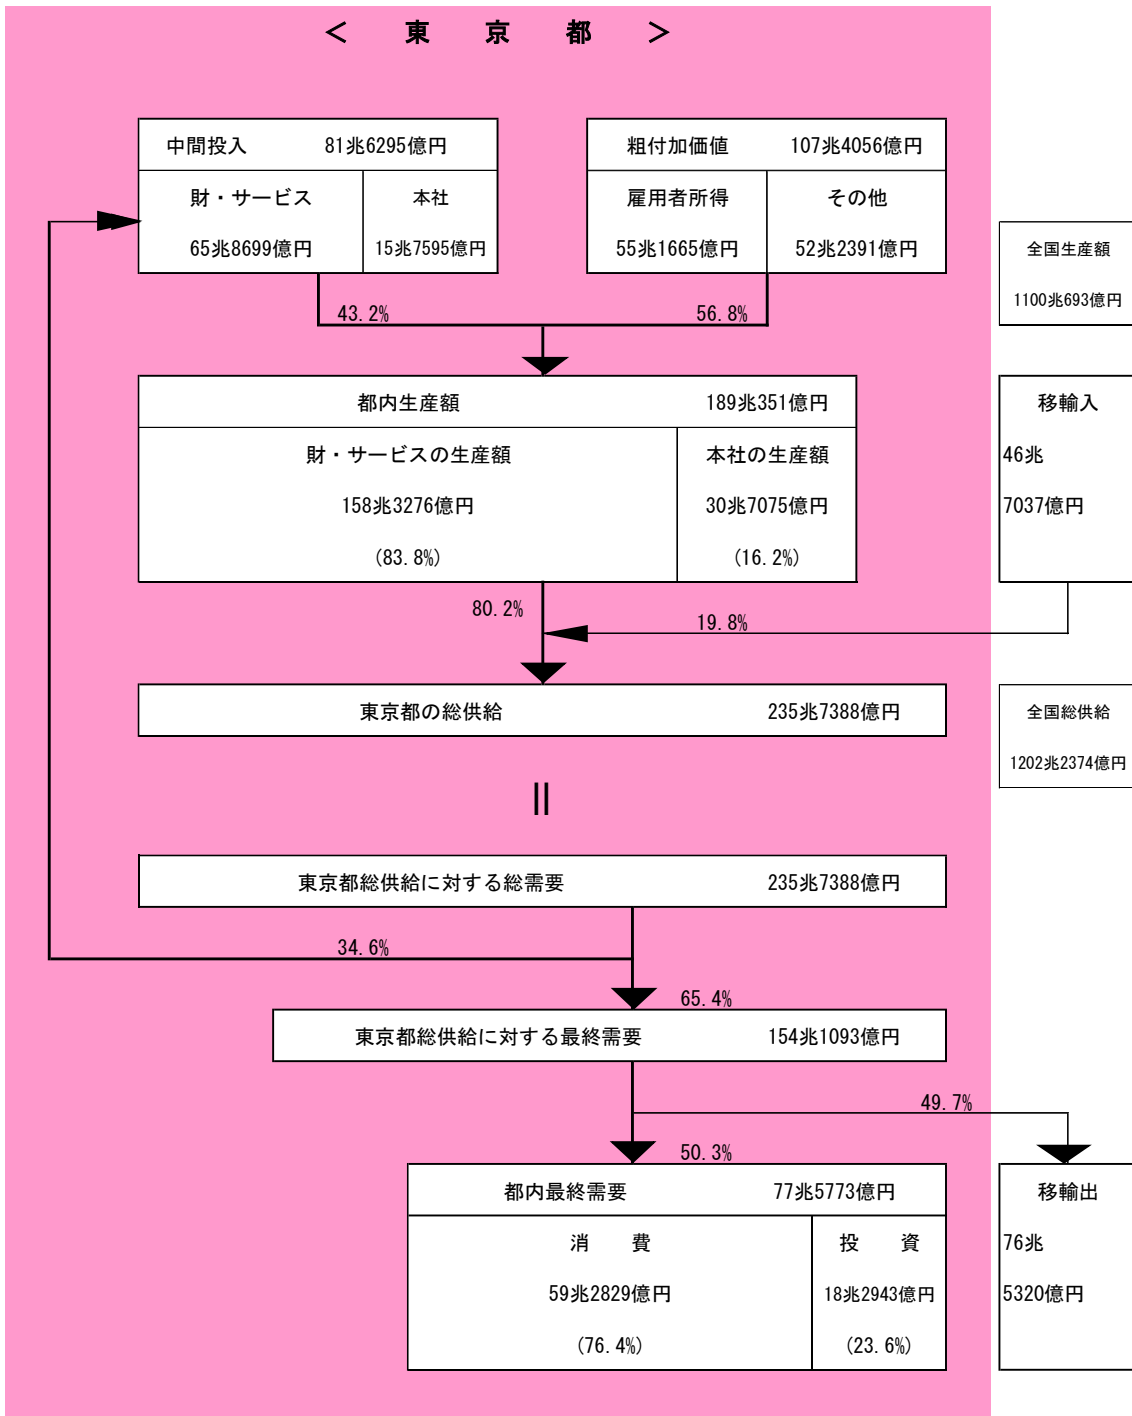 ＜ 東 京 都 ＞
中間投入 81兆6295億円
粗付加価値 107兆4056億円
財・サービス 本社
雇用者所得 その他
65兆8699億円 15兆7595億円
55兆1665億円 52兆2391億円
全国生産額
1100兆693億円
43.2% 56.8%
都内生産額 189兆351億円
移輸入
財・サービスの生産額 本社の生産額
46兆
158兆3276億円 30兆7075億円
7037億円
(83.8%) (16.2%)
80.2% 19.8%
東京都の総供給 235兆7388億円
全国総供給
1202兆2374億円
||
東京都総供給に対する総需要 235兆7388億円
34.6%
65.4%
東京都総供給に対する最終需要 154兆1093億円
49.7%
50.3%
都内最終需要 77兆5773億円
移輸出
消 費 投 資
76兆
59兆2829億円 18兆2943億円
5320億円
(76.4%) (23.6%)